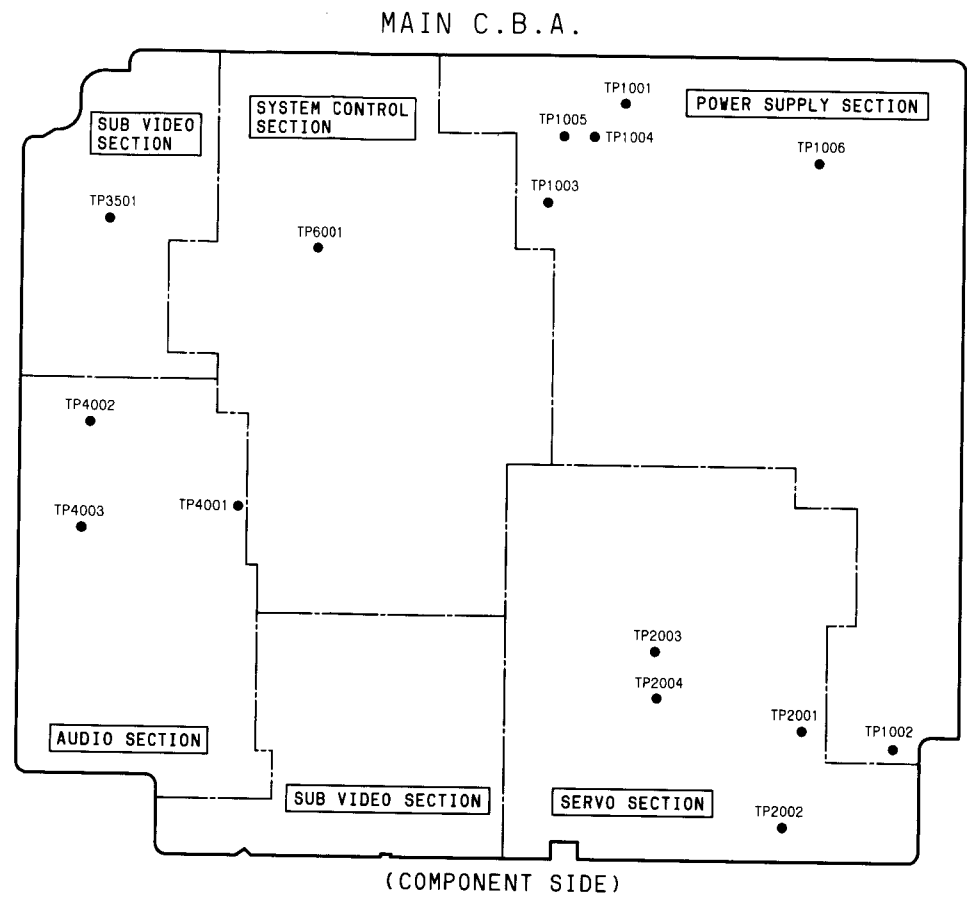 MAIN C.B.A.
SUB VIDEO
SECTION
SYSTEM CONTROL
SECTION
TP1001
POWER SUPPLY SECTION
TP1005
TP1004
TP1006
TP1003
TP3501
TP6001
TP4002
TP4001
TP4003
TP2003
TP2004
TP2001
TP1002
AUDIO SECTION
SUB VIDEO SECTION
SERVO SECTION
TP2002
(COMPONENT SIDE)